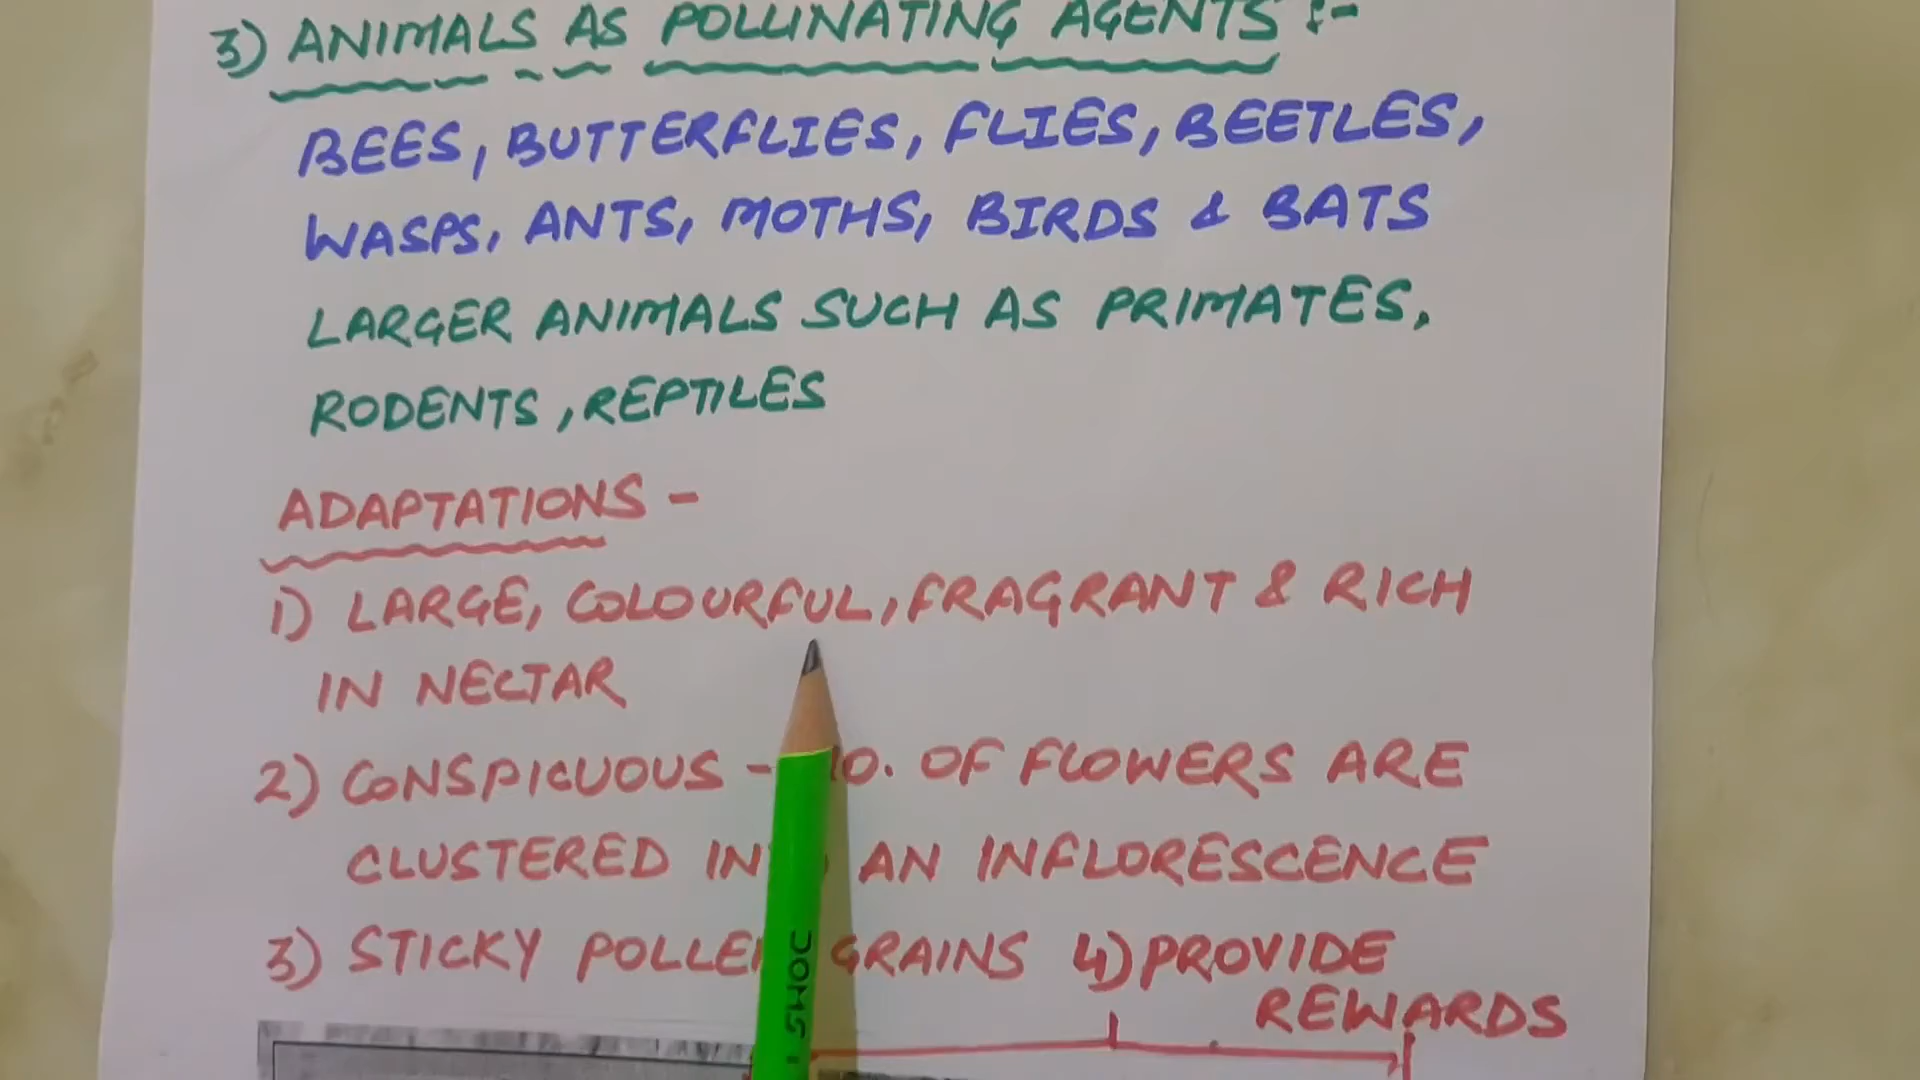 3) ANIMALS AS POLLINATING AGENTS :-
BEES, BUTTERFLIES, FLIES, BEETLES,
WASPS, ANTS, MOTHS, BIRDS & BATS
LARGER ANIMALS SUCH AS PRIMATES,
RODENTS, REPTILES
ADAPTATIONS -
1) LARGE, COLOURFUL, FRAGRANT & RICH
IN NECTAR
2) CONSPICUOUS - OF FLOWERS ARE
CLUSTERED AN INFLORESCENCE
3) STICKY GRAINS 4) PROVIDE
REWARDS
DOMS